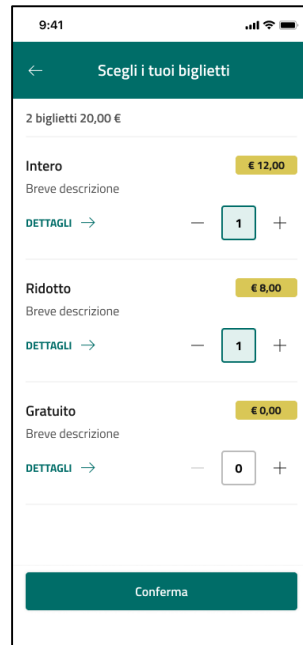 9:41
Scegli i tuoi biglietti
2 biglietti 20,00 €
Intero
€ 12,00
Breve descrizione
DETTAGLI
1
Ridotto
€ 8,00
Breve descrizione
DETTAGLI
1
Gratuito
€ 0,00
Breve descrizione
DETTAGLI
0
Conferma